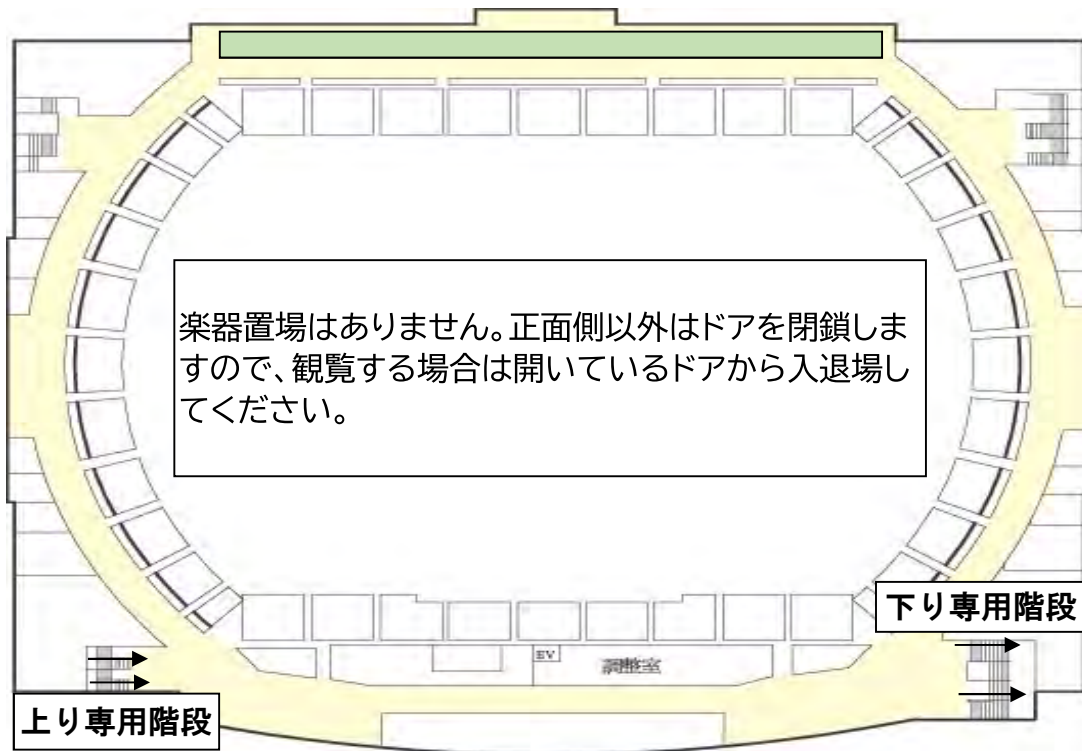 楽器置場はありません。正面側以外はドアを閉鎖しま
すので、観覧する場合は開いているドアから入退場し
てください。
下り専用階段
EV
調整室
上り専用階段